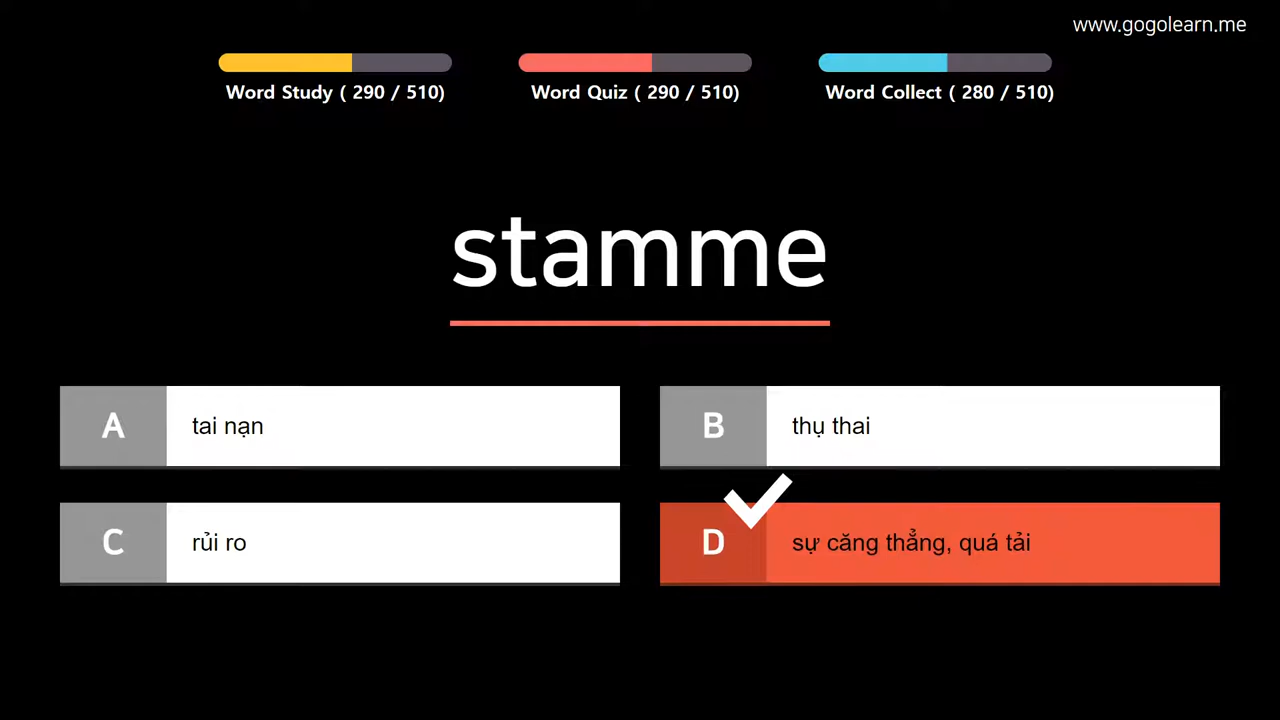 www.gogolearn.me
Word Study ( 290 / 510)
Word Quiz ( 290 / 510)
Word Collect ( 280 / 510)
stamme
A tai nạn
B thụ thai
C rủi ro
D sự căng thẳng, quá tải